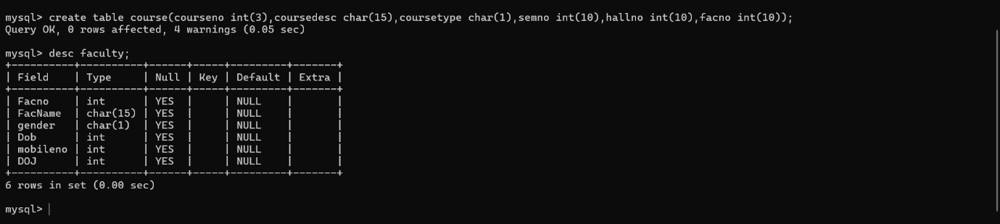 mysql> create table course(courseno int(3),coursedesc char(15),coursetype char(1),semno int(10),hallno int(10),facno int(10));
Query OK, 0 rows affected, 4 warnings (0.05 sec)
mysql> desc faculty;
+----------+----------+------+-----+---------+-------+
| Field    | Type     | Null | Key | Default | Extra |
+----------+----------+------+-----+---------+-------+
| Facno    | int      | YES  |     | NULL    |       |
| FacName  | char(15) | YES  |     | NULL    |       |
| gender   | char(1)  | YES  |     | NULL    |       |
| Dob      | int      | YES  |     | NULL    |       |
| mobileno | int      | YES  |     | NULL    |       |
| DOJ      | int      | YES  |     | NULL    |       |
+----------+----------+------+-----+---------+-------+
6 rows in set (0.00 sec)
mysql>